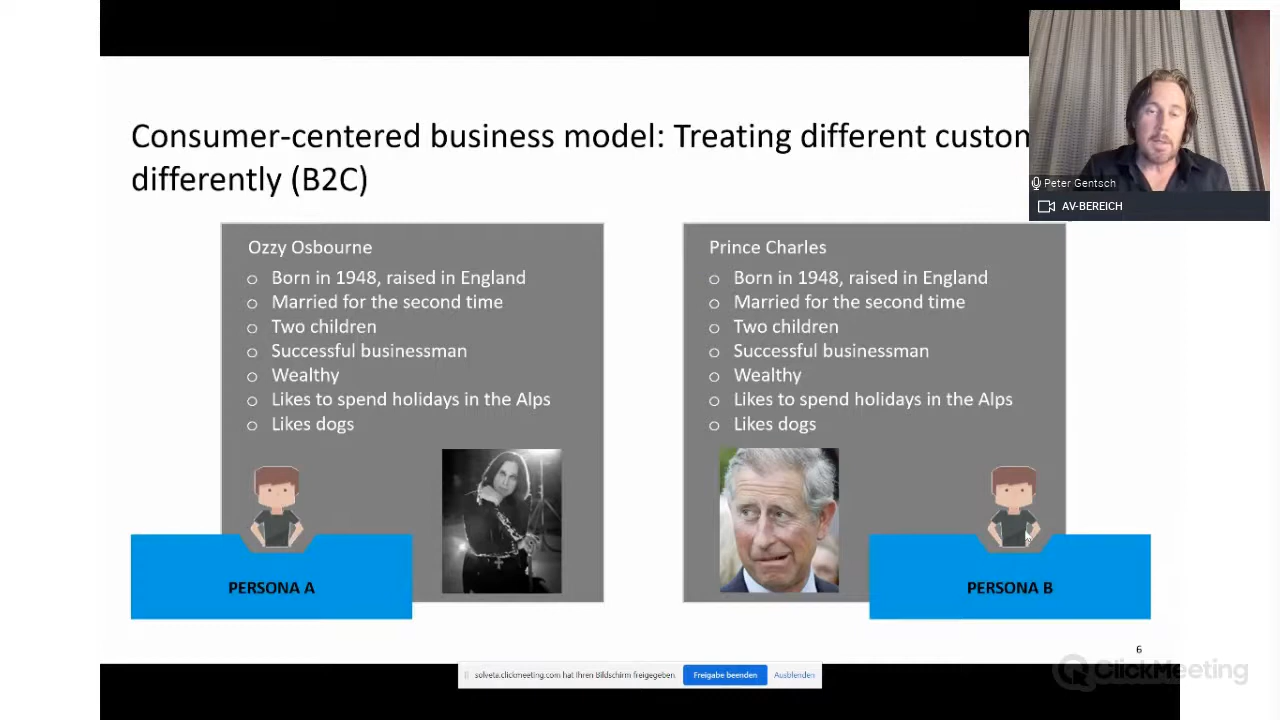 Consumer-centered business model: Treating different custom
differently (B2C)
Peter Gentsch
AV-BEREICH
Ozzy Osbourne
o Born in 1948, raised in England
o Married for the second time
o Two children
o Successful businessman
o Wealthy
o Likes to spend holidays in the Alps
o Likes dogs
PERSONA A
Prince Charles
o Born in 1948, raised in England
o Married for the second time
o Two children
o Successful businessman
o Wealthy
o Likes to spend holidays in the Alps
o Likes dogs
PERSONA B
6
solveta.clickmeeting.com hat Ihren Bildschirm freigegeben.
Freigabe beenden
Ausblenden
ClickMeeting